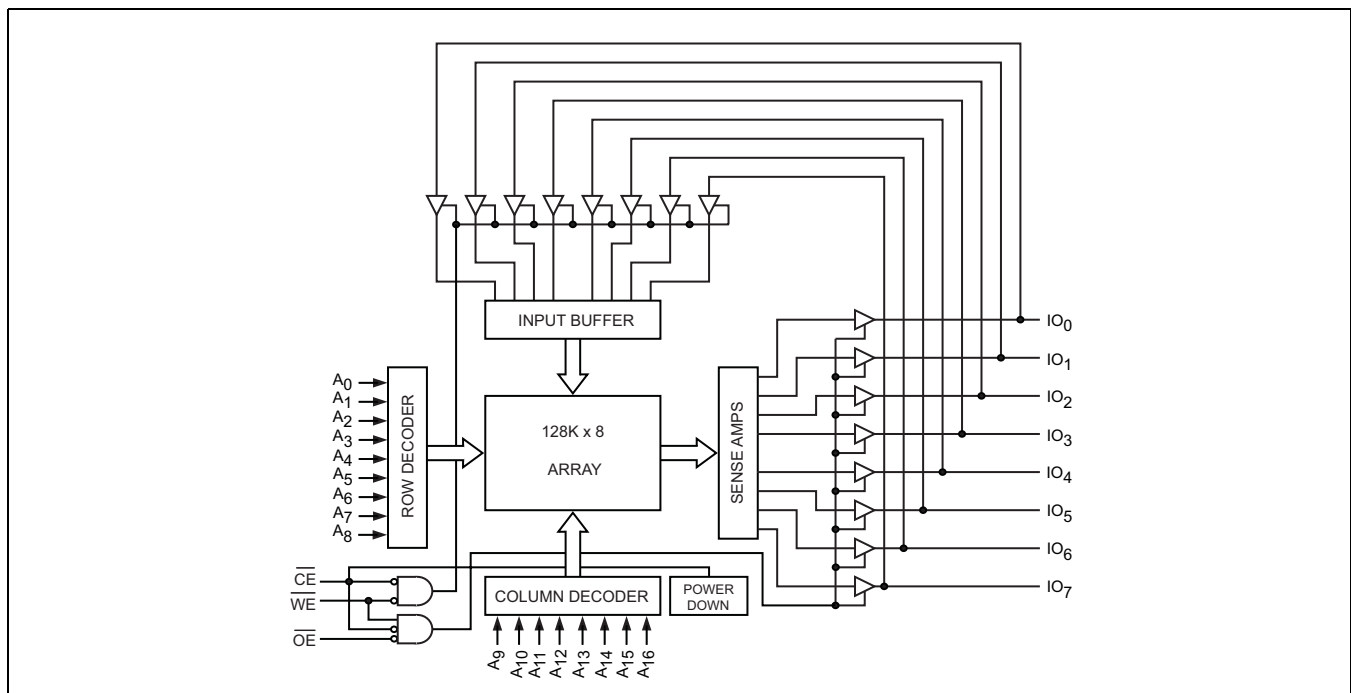 INPUT BUFFER
IO0
IO1
IO2
IO3
IO4
IO5
IO6
IO7
A0
A1
A2
A3
A4
A5
A6
A7
A8
ROW DECODER
128K x 8
ARRAY
SENSE AMPS
CE
WE
OE
COLUMN DECODER
POWER
DOWN
A9
A10
A11
A12
A13
A14
A15
A16